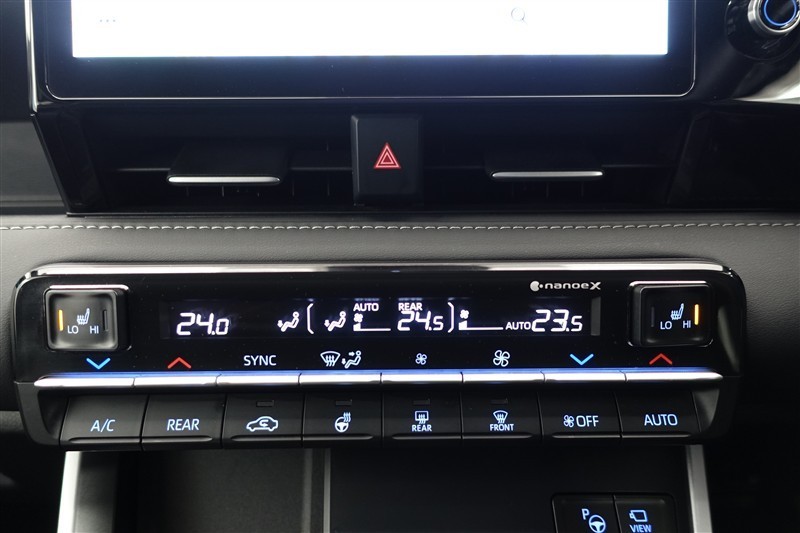 nanoe X
AUTO REAR
24.0 24.5 AUTO 23.5
LO HI LO HI
SYNC
A/C REAR REAR FRONT OFF AUTO
P VIEW